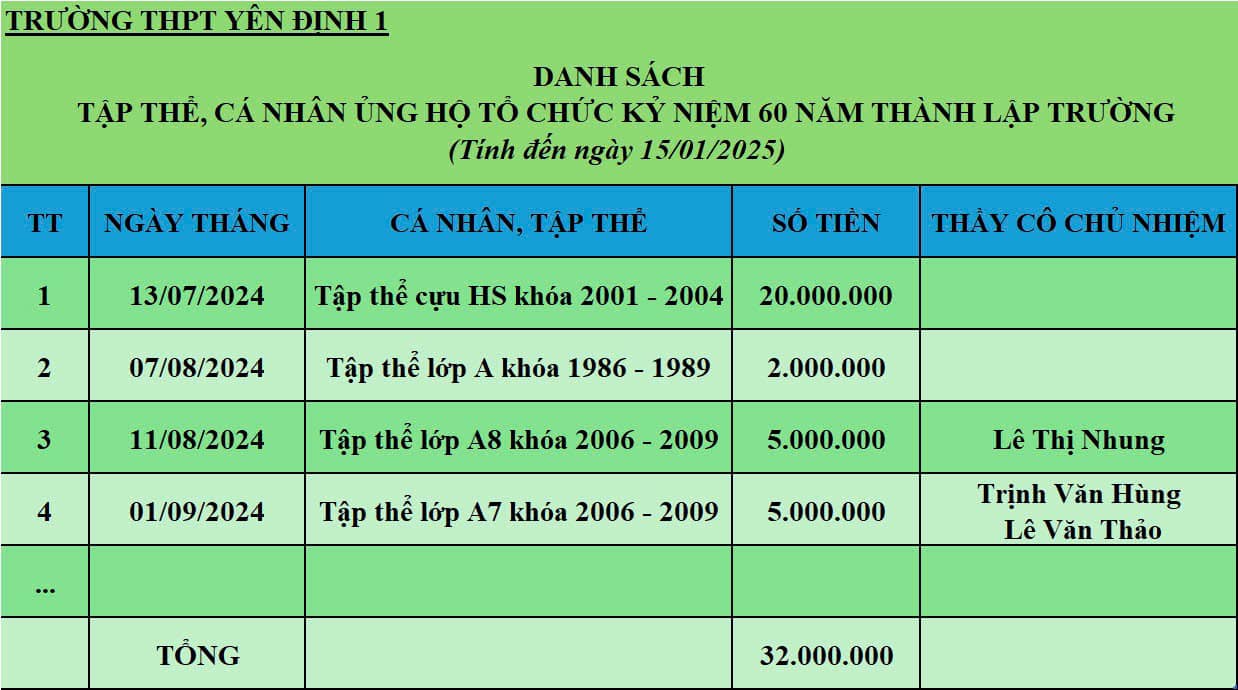 TRƯỜNG THPT YÊN ĐỊNH 1
DANH SÁCH
TẬP THỂ, CÁ NHÂN ỦNG HỘ TỔ CHỨC KỶ NIỆM 60 NĂM THÀNH LẬP TRƯỜNG
(Tính đến ngày 15/01/2025)
TT NGÀY THÁNG CÁ NHÂN, TẬP THỂ SỐ TIỀN THẦY CÔ CHỦ NHIỆM
1 13/07/2024 Tập thể cựu HS khóa 2001 - 2004 20.000.000
2 07/08/2024 Tập thể lớp A khóa 1986 - 1989 2.000.000
3 11/08/2024 Tập thể lớp A8 khóa 2006 - 2009 5.000.000 Lê Thị Nhung
4 01/09/2024 Tập thể lớp A7 khóa 2006 - 2009 5.000.000 Trịnh Văn Hùng
Lê Văn Thảo
...
TỔNG 32.000.000